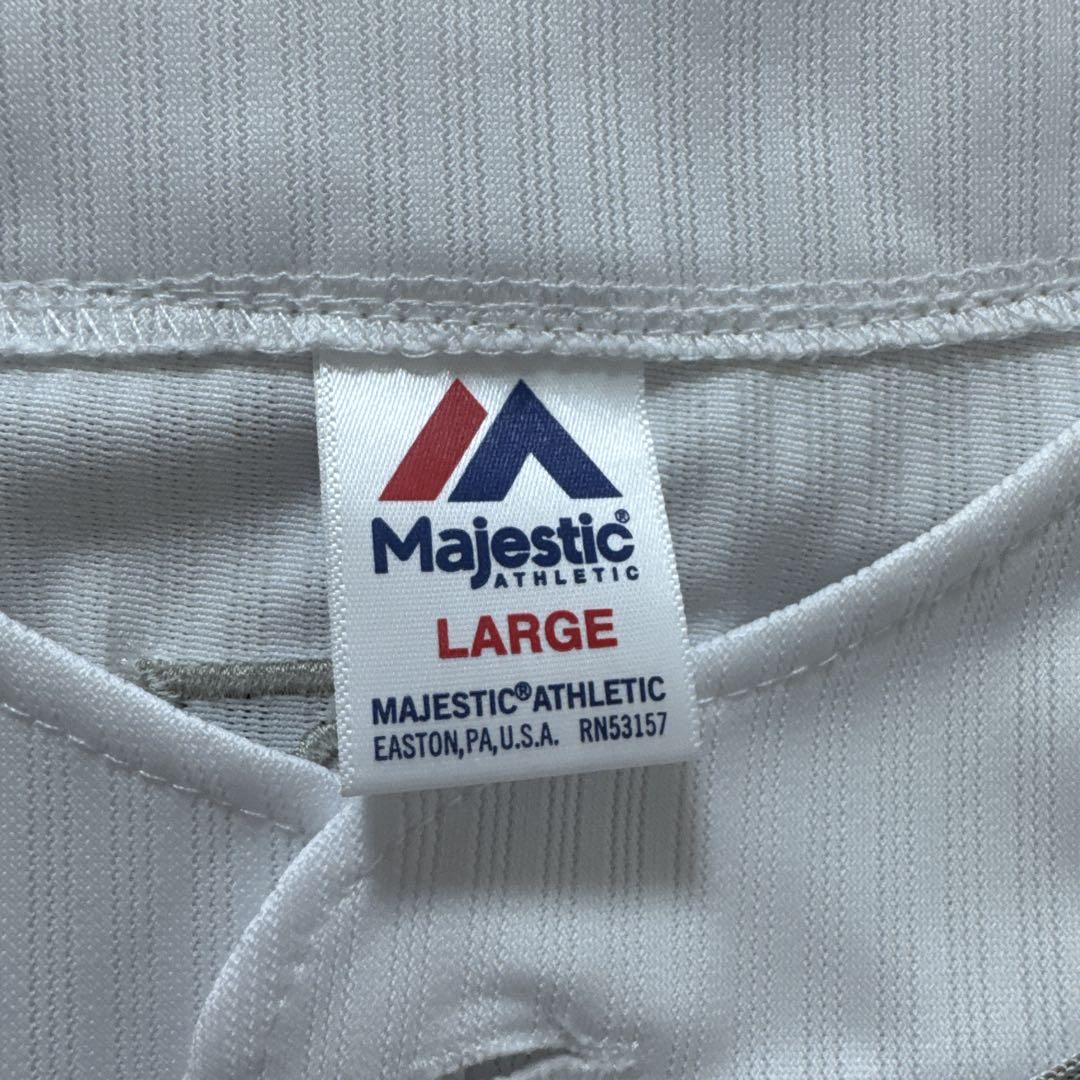 Majestic®
ATHLETIC
LARGE
MAJESTIC® ATHLETIC
EASTON, PA, U.S.A. RN53157